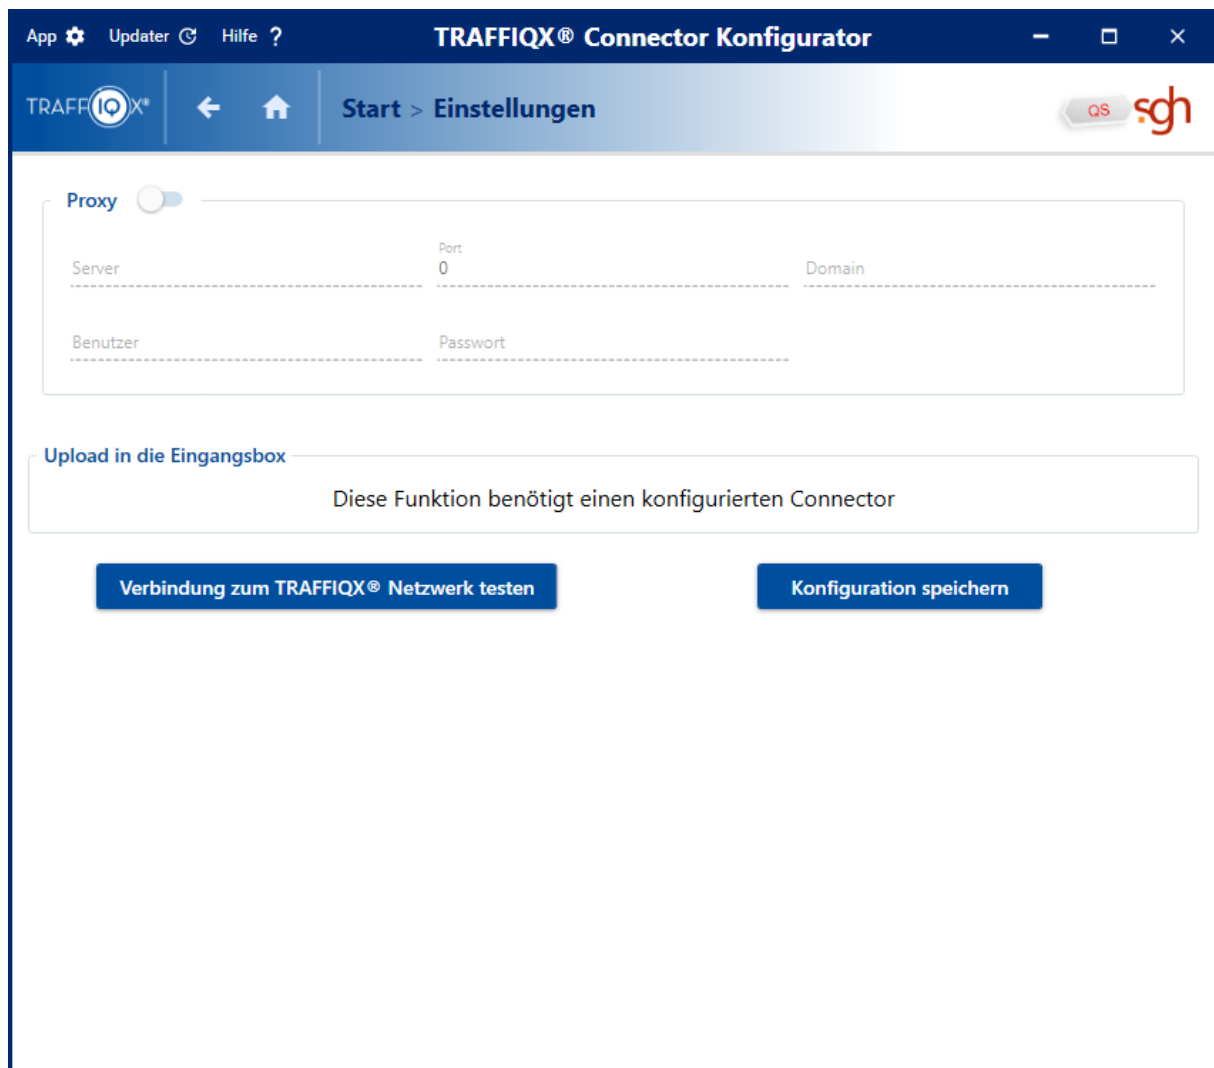 App Updater Hilfe ? TRAFFIQX® Connector Konfigurator
TRAFFIQX® Start > Einstellungen QS sgh
Proxy
Port
Server 0 Domain
Benutzer Passwort
Upload in die Eingangsbox
Diese Funktion benötigt einen konfigurierten Connector
Verbindung zum TRAFFIQX® Netzwerk testen Konfiguration speichern